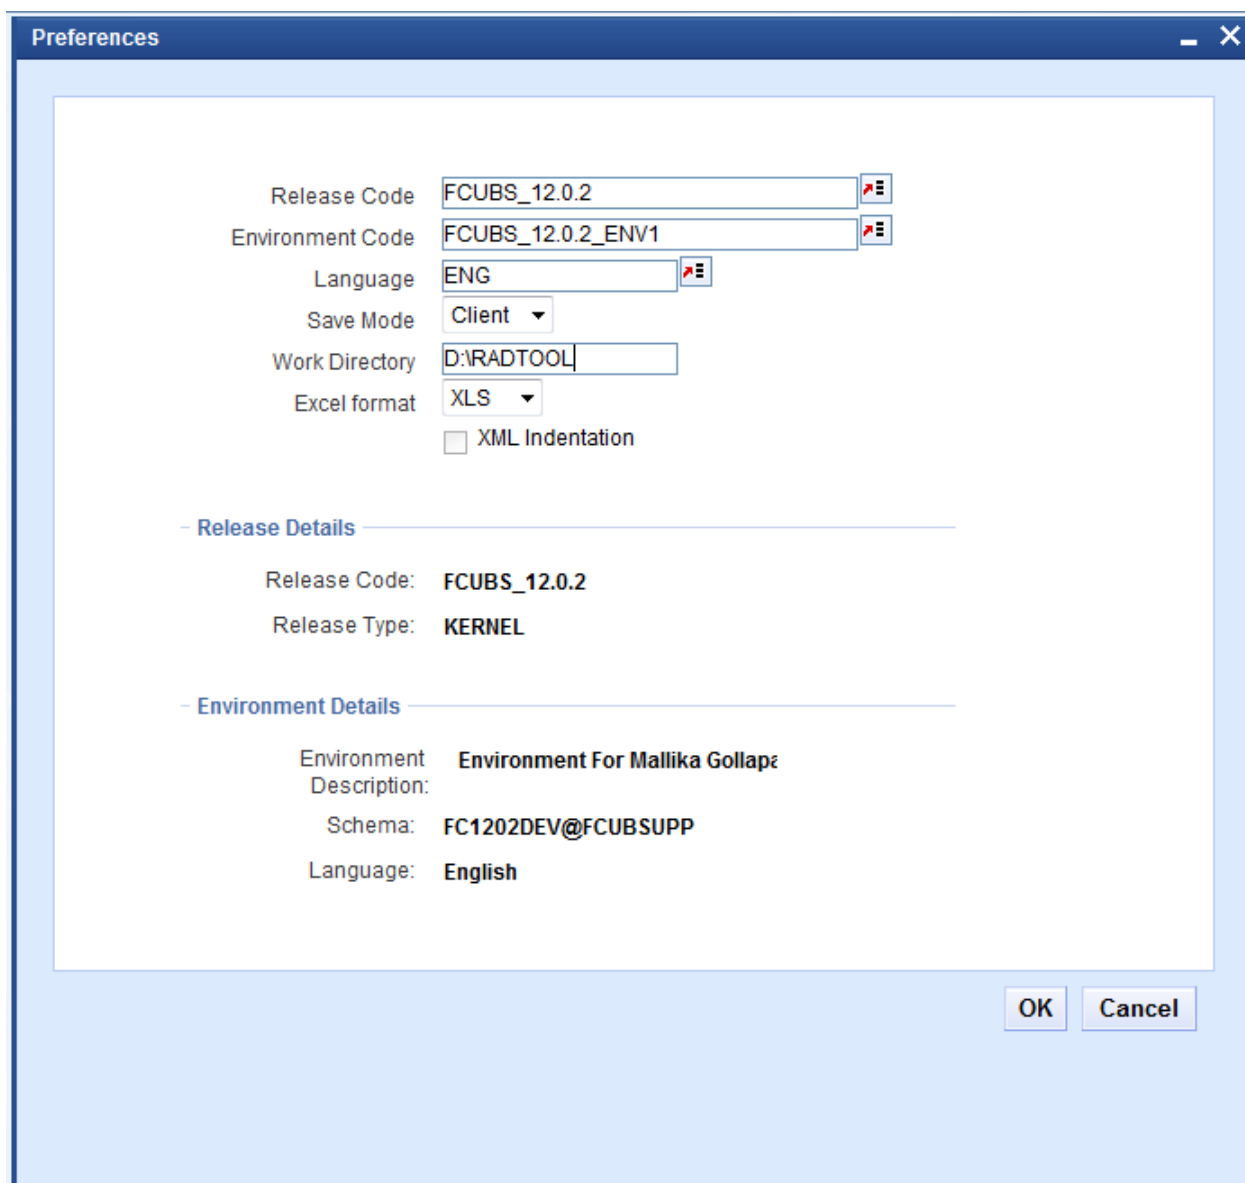 Preferences
Release Code FCUBS_12.0.2
Environment Code FCUBS_12.0.2_ENV1
Language ENG
Save Mode Client
Work Directory D:\RADTOOL
Excel format XLS
XML Indentation
Release Details
Release Code: FCUBS_12.0.2
Release Type: KERNEL
Environment Details
Environment Environment For Mallika
Description:
Schema: FC1202DEV@FCUBSUPP
Language: English
OK Cancel